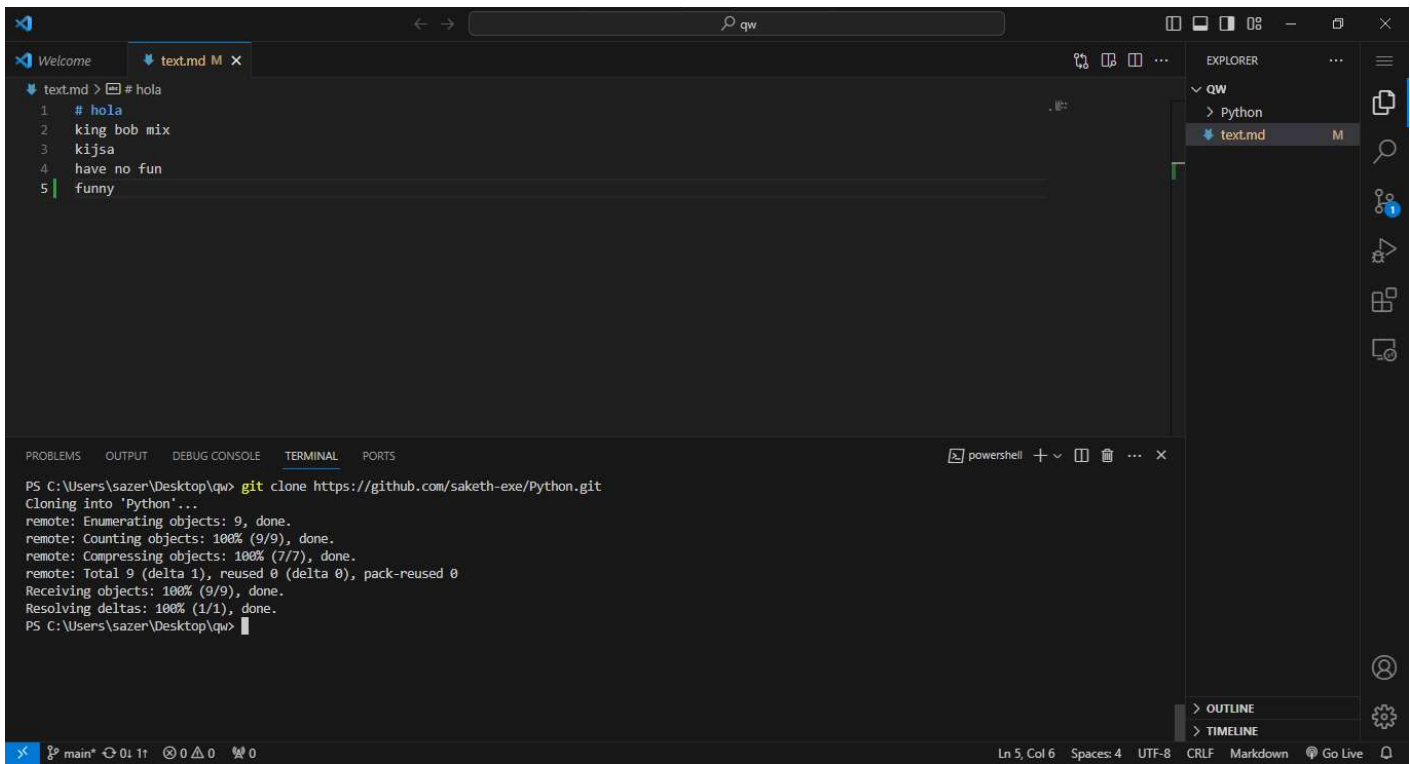 qw
Welcome
text.md M
EXPLORER
text.md > # hola
QW
Python
text.md M
1 # hola
2 king bob mix
3 kijsa
4 have no fun
5 funny
PROBLEMS OUTPUT DEBUG CONSOLE TERMINAL PORTS
powershell
PS C:\Users\sazer\Desktop\qw> git clone https://github.com/saketh-exe/Python.git
Cloning into 'Python'...
remote: Enumerating objects: 9, done.
remote: Counting objects: 100% (9/9), done.
remote: Compressing objects: 100% (7/7), done.
remote: Total 9 (delta 1), reused 0 (delta 0), pack-reused 0
Receiving objects: 100% (9/9), done.
Resolving deltas: 100% (1/1), done.
PS C:\Users\sazer\Desktop\qw>
1
OUTLINE
TIMELINE
main* 0↓ 1↑ 0 0 0
Ln 5, Col 6 Spaces: 4 UTF-8 CRLF Markdown Go Live